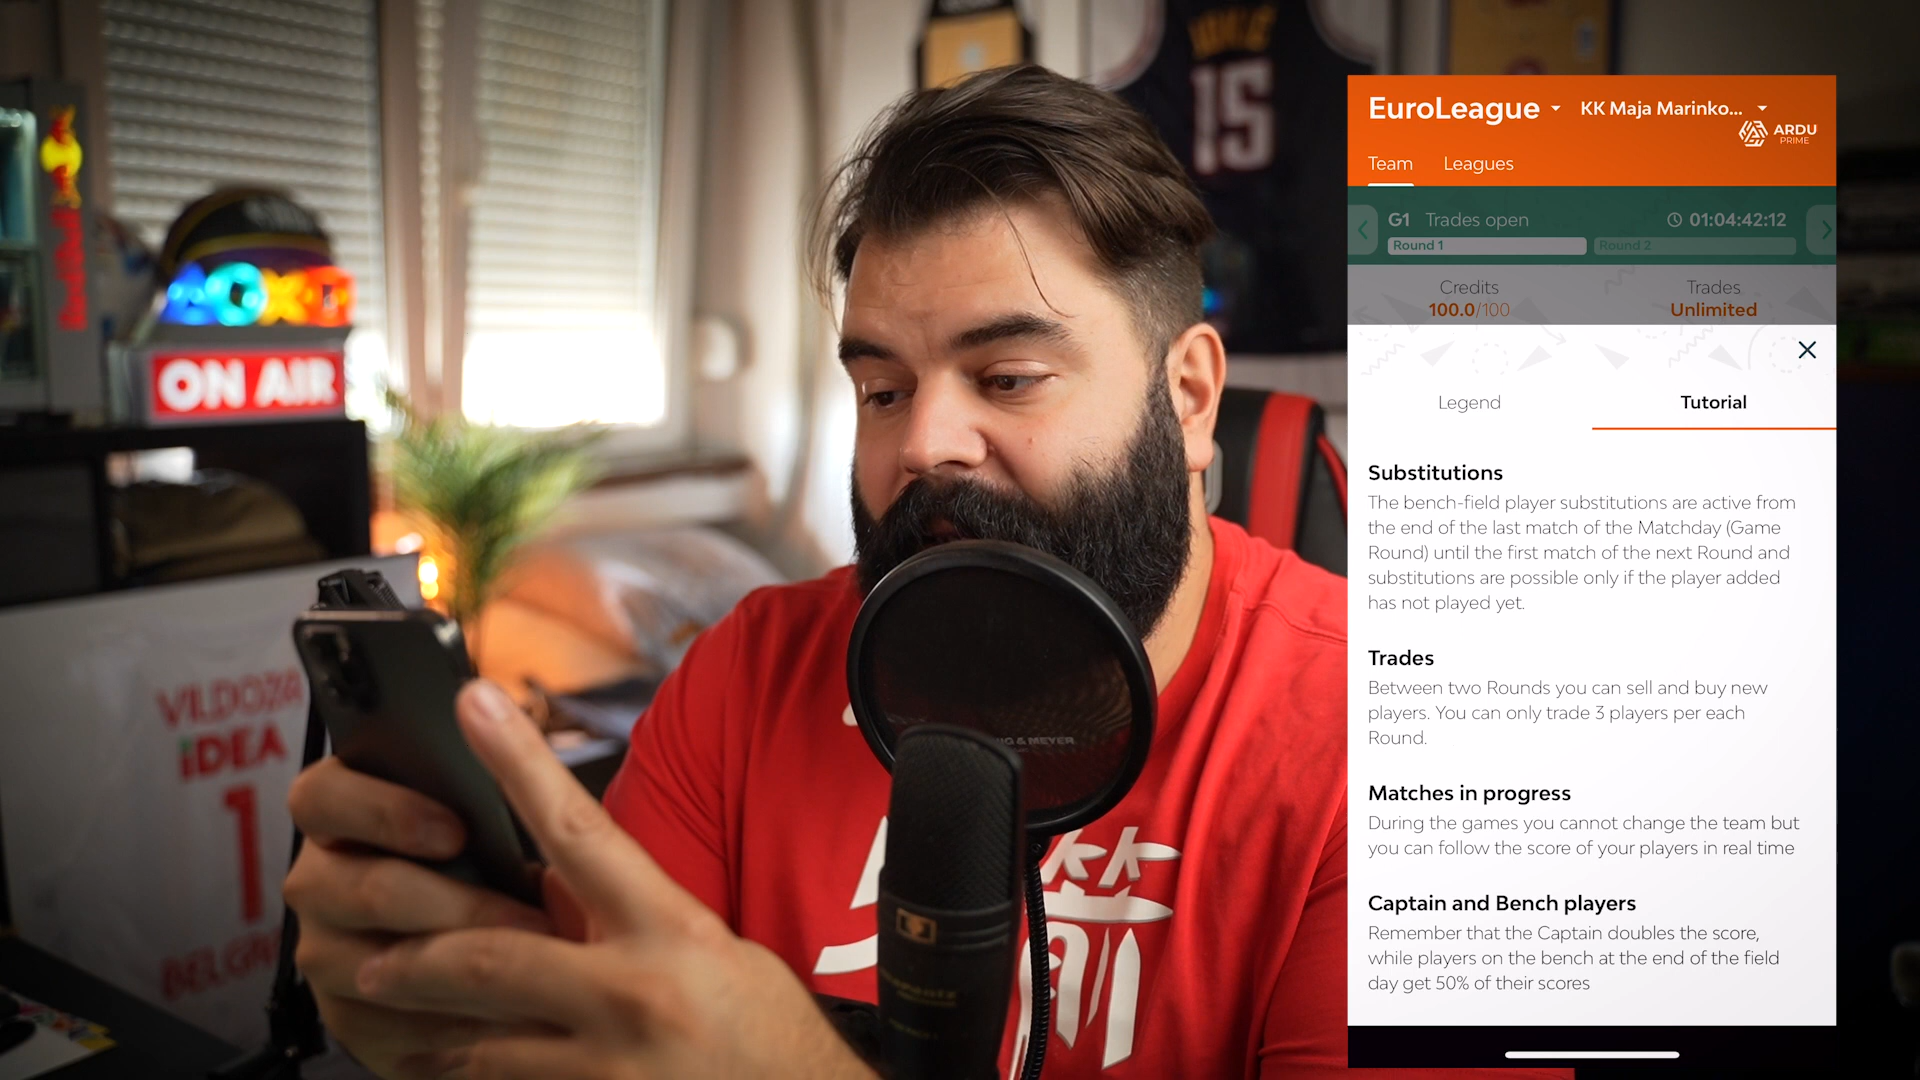 15
ON AIR
VILDOZA
iDEA
1
EuroLeague
KK Maja Marinko...
ARDU
PRIME
Team
Leagues
G1 Trades open
01:04:42:12
Round 1
Round 2
Credits
100.0/100
Trades
Unlimited
Legend
Tutorial
Substitutions
The bench-field player substitutions are active from
the end of the last match of the Matchday (Game
Round) until the first match of the next Round and
substitutions are possible only if the player added
has not played yet.
Trades
Between two Rounds you can sell and buy new
players. You can only trade 3 players per each
Round.
Matches in progress
During the games you cannot change the team but
you can follow the score of your players in real time
Captain and Bench players
Remember that the Captain doubles the score,
while players on the bench at the end of the field
day get 50% of their scores